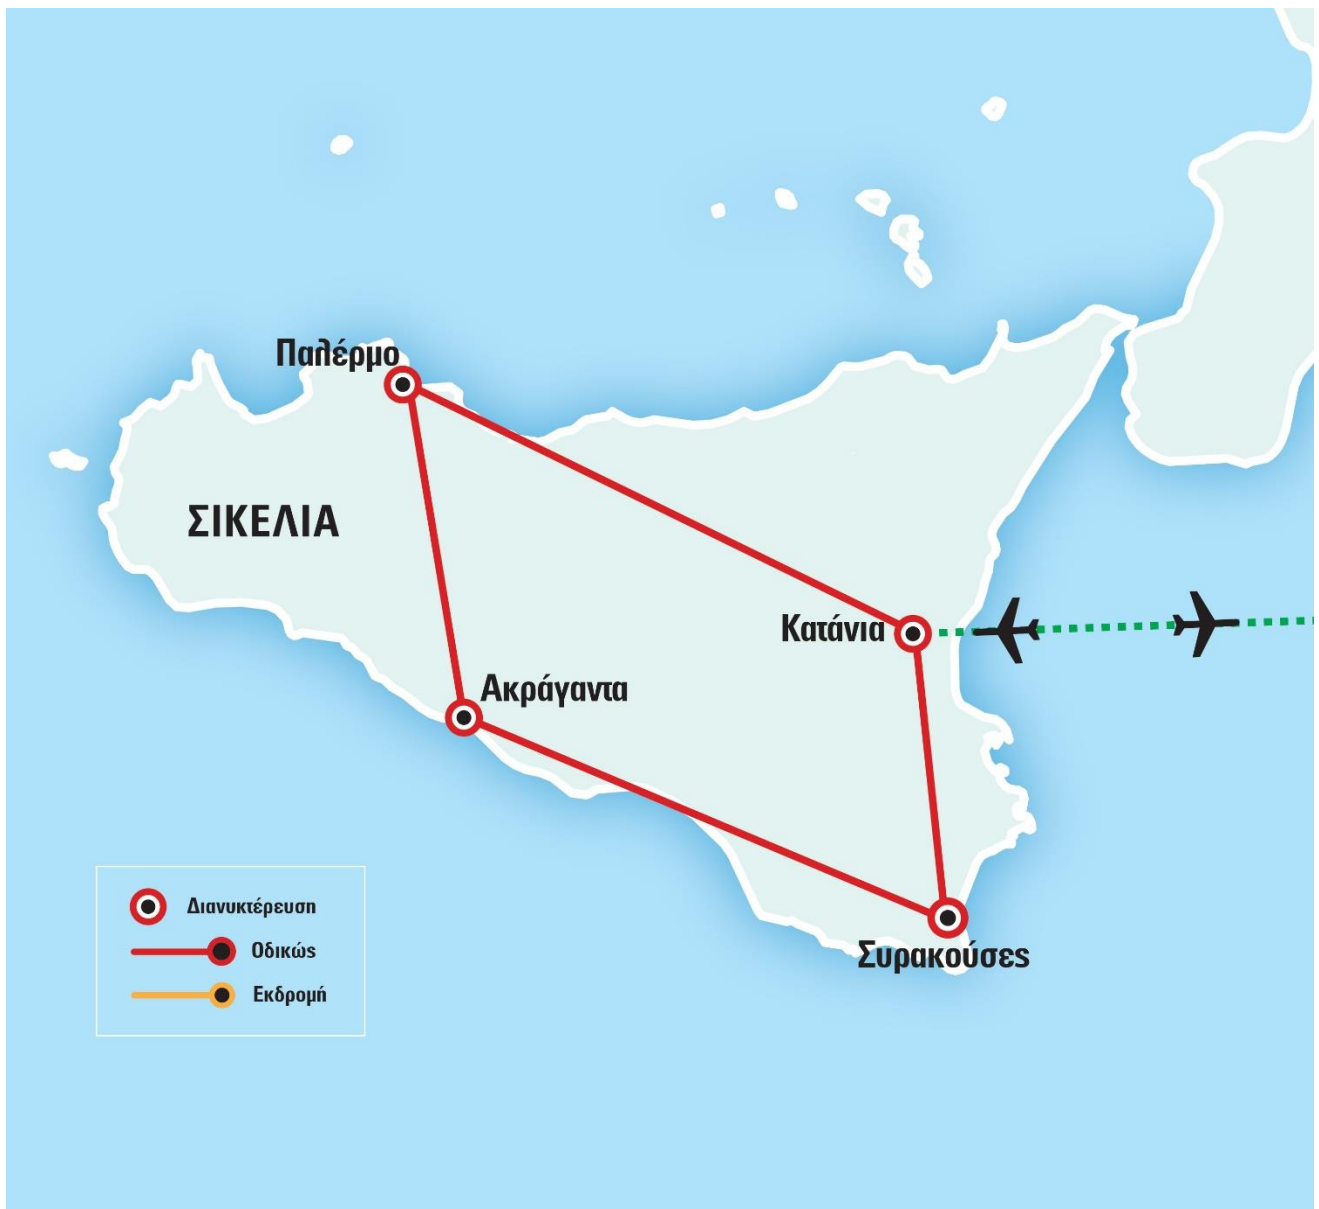 Παλέρμο
ΣΙΚΕΛΙΑ
Κατάνια
Ακράγαντα
Συρακούσες
Διανυκτέρευση
Οδικώς
Εκδρομή